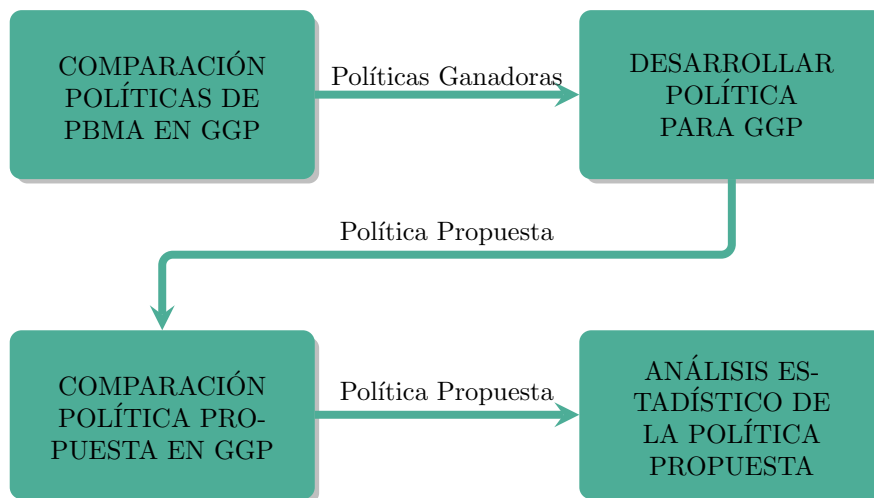 COMPARACIÓN
POLÍTICAS DE
PBMA EN GGP
Políticas Ganadoras
DESARROLLAR
POLÍTICA
PARA GGP
Política Propuesta
COMPARACIÓN
POLÍTICA PRO-
PUESTA EN GGP
Política Propuesta
ANÁLISIS ES-
TADÍSTICO DE
LA POLÍTICA
PROPUESTA